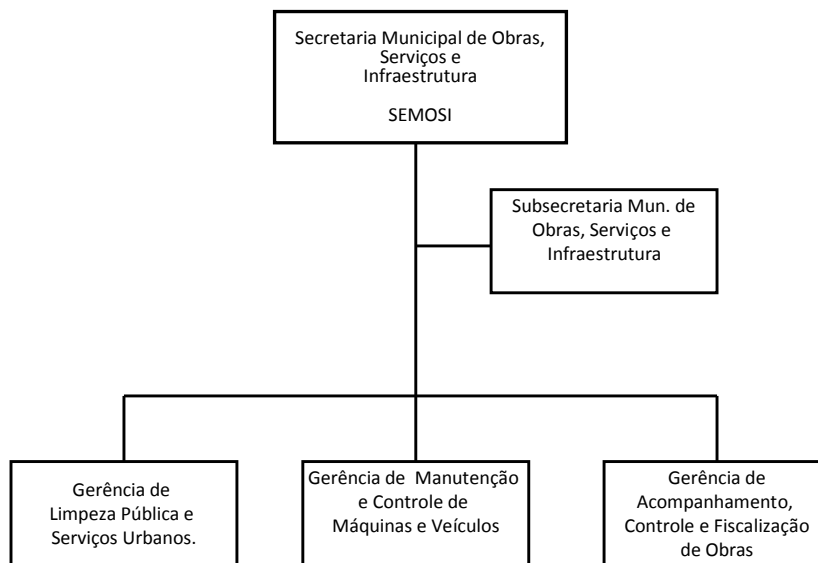 Secretaria Municipal de Obras,
Serviços e
Infraestrutura
SEMOSI
Subsecretaria Mun. de
Obras, Serviços e
Infraestrutura
Gerência de
Limpeza Pública e
Serviços Urbanos.
Gerência de  Manutenção
e Controle de
Máquinas e Veículos
Gerência de
Acompanhamento,
Controle e Fiscalização
de Obras